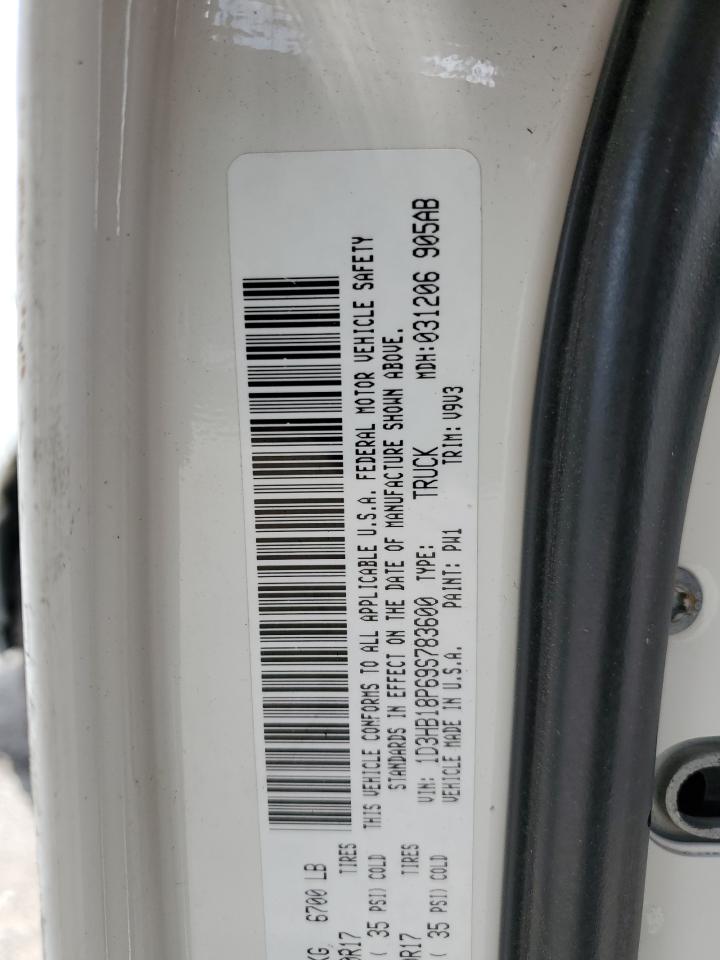 KG, 6700 LB
0R17 TIRES
( 35 PSI) COLD
0R17 TIRES
( 35 PSI) COLD
THIS VEHICLE CONFORMS TO ALL APPLICABLE U.S.A. FEDERAL MOTOR VEHICLE SAFETY
STANDARDS IN EFFECT ON THE DATE OF MANUFACTURE SHOWN ABOVE.
VIN: 1D3HB18P69S783600 TYPE: TRUCK MDH:031206 905AB
VEHICLE MADE IN U.S.A. PAINT: PW1 TRIM: V9V3